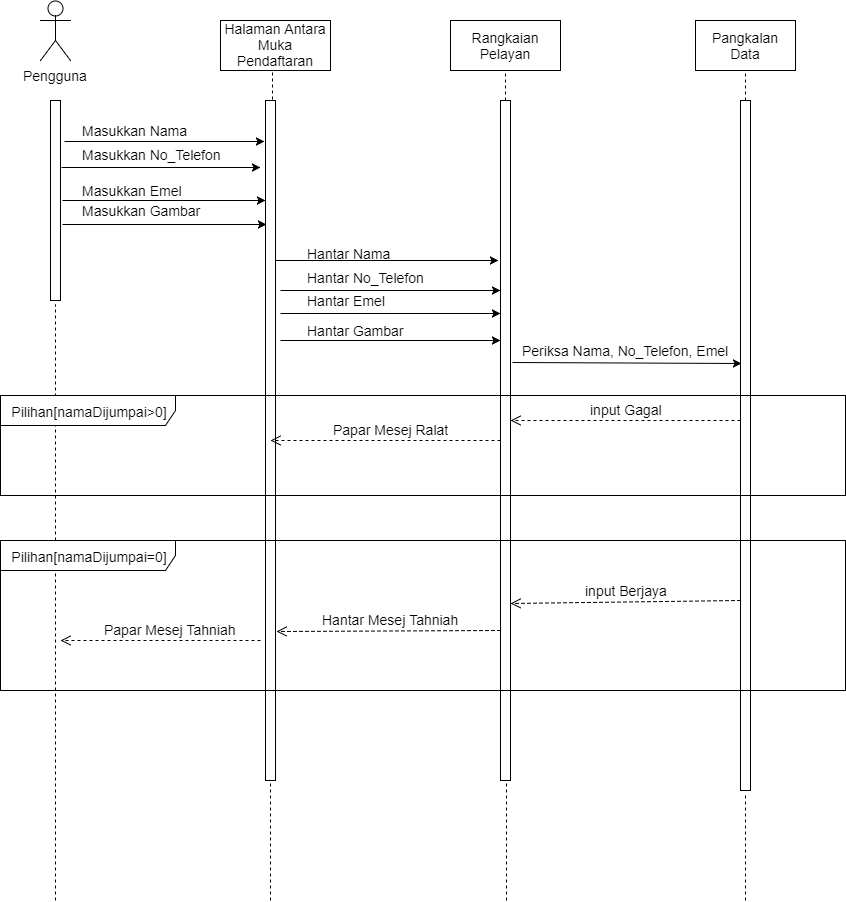 Pengguna
Halaman Antara
Muka
Pendaftaran
Rangkaian
Pelayan
Pangkalan
Data
Masukkan Nama
Masukkan No_Telefon
Masukkan Emel
Masukkan Gambar
Hantar Nama
Hantar No_Telefon
Hantar Emel
Hantar Gambar
Periksa Nama, No_Telefon, Emel
Pilihan[namaDijumpai>0]
input Gagal
Papar Mesej Ralat
Pilihan[namaDijumpai=0]
input Berjaya
Hantar Mesej Tahniah
Papar Mesej Tahniah